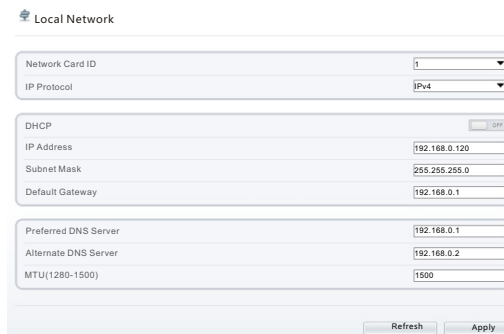 Local Network
Network Card ID 1
IP Protocol IPv4
DHCP OFF
IP Address 192.168.0.120
Subnet Mask 255.255.255.0
Default Gateway 192.168.0.1
Preferred DNS Server 192.168.0.1
Alternate DNS Server 192.168.0.2
MTU(1280-1500) 1500
Refresh Apply